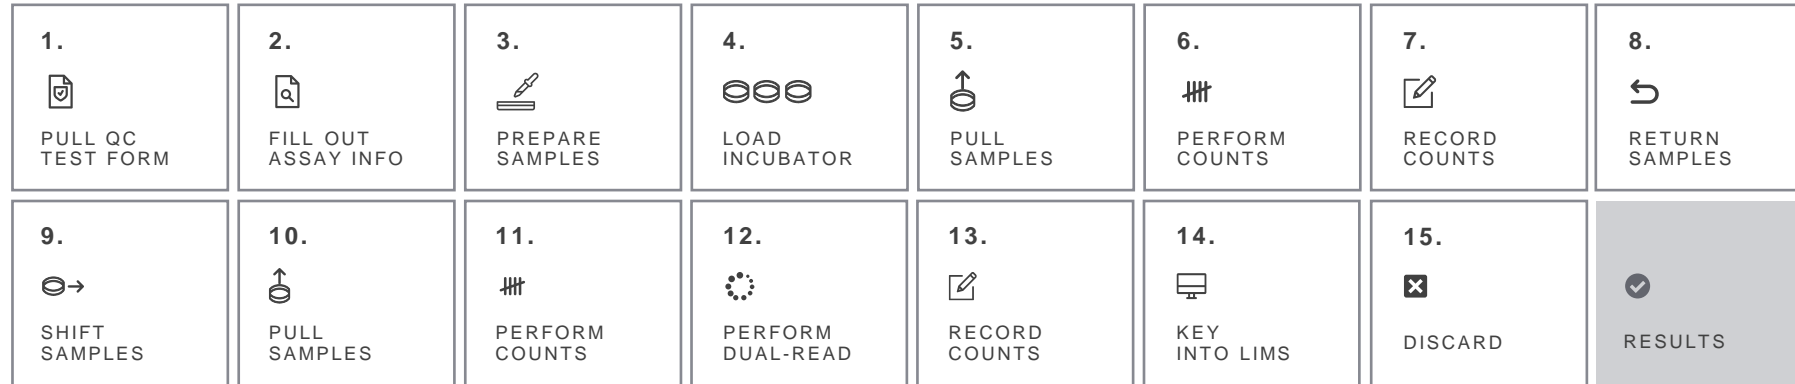 1.
PULL QC
TEST FORM
2.
FILL OUT
ASSAY INFO
3.
PREPARE
SAMPLES
4.
LOAD
INCUBATOR
5.
PULL
SAMPLES
6.
PERFORM
COUNTS
7.
RECORD
COUNTS
8.
RETURN
SAMPLES
9.
SHIFT
SAMPLES
10.
PULL
SAMPLES
11.
PERFORM
COUNTS
12.
PERFORM
DUAL-READ
13.
RECORD
COUNTS
14.
KEY
INTO LIMS
15.
DISCARD
RESULTS